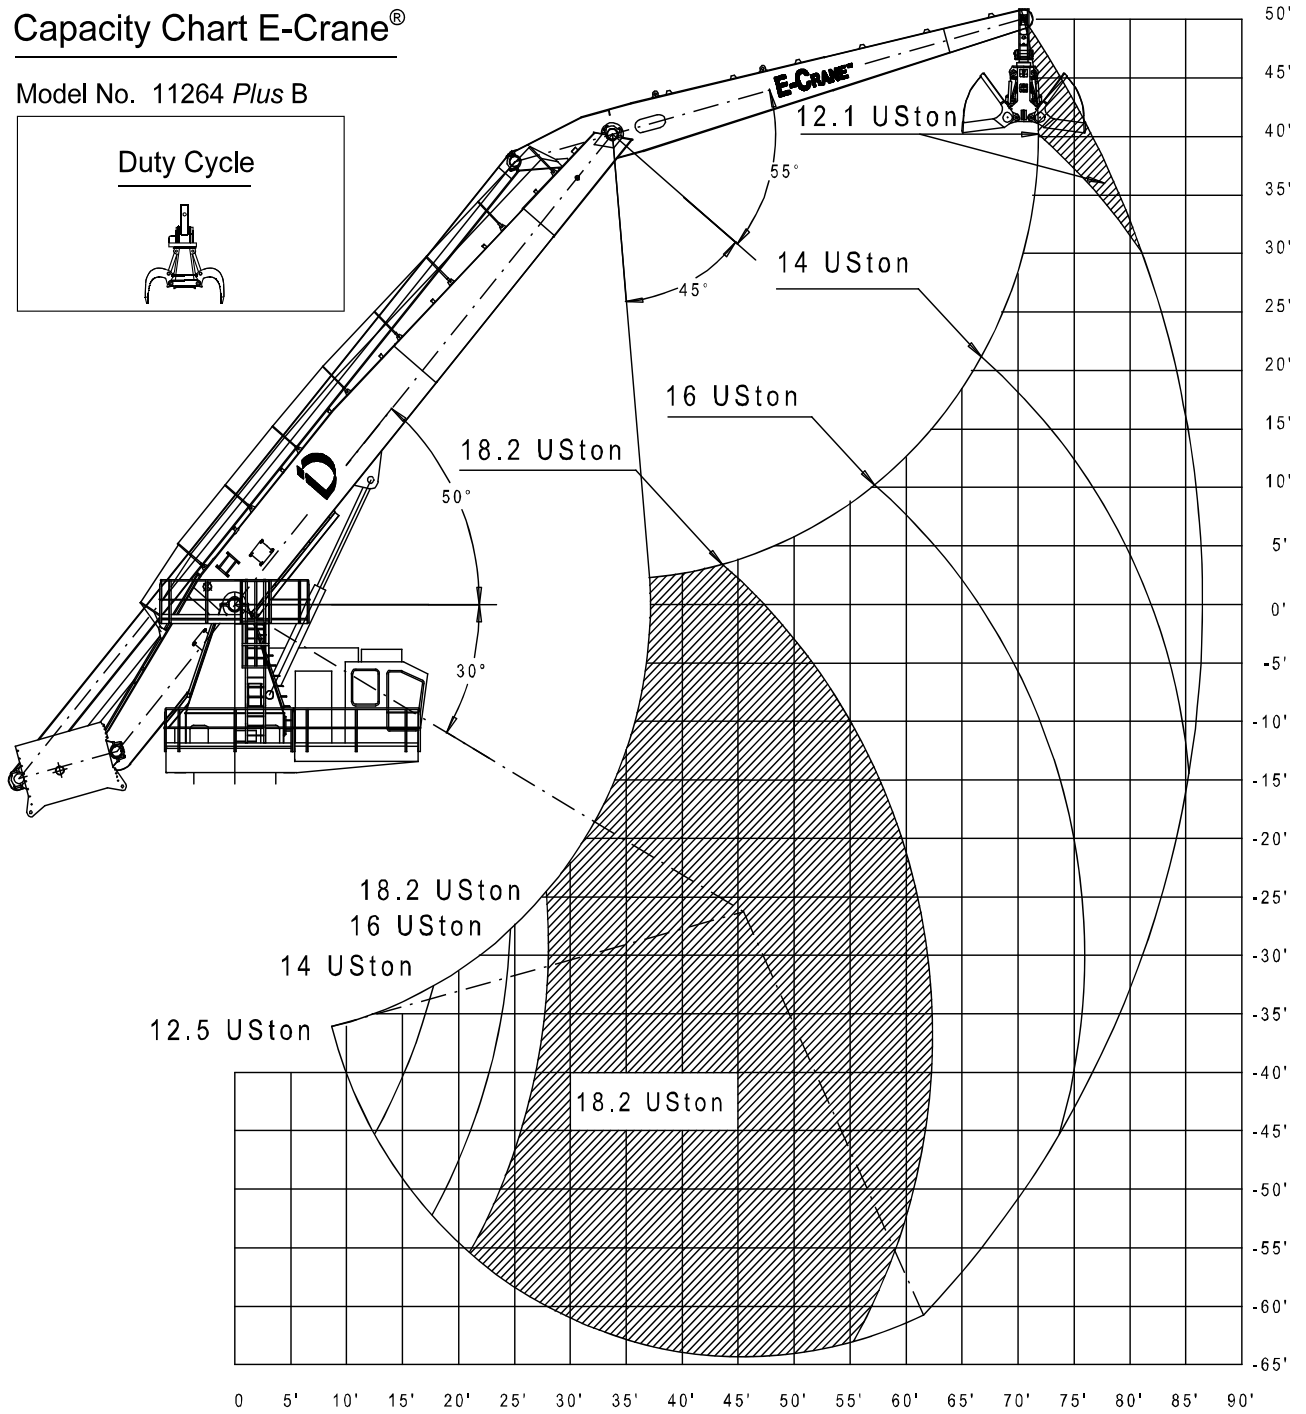 Capacity Chart E-Crane®
Model No. 11264 Plus B
Duty Cycle
E-CRANE™
12.1 USton
55°
45°
14 USton
16 USton
18.2 USton
50°
30°
18.2 USton
16 USton
14 USton
12.5 USton
18.2 USton
50'
45'
40'
35'
30'
25'
20'
15'
10'
5'
0'
-5'
-10'
-15'
-20'
-25'
-30'
-35'
-40'
-45'
-50'
-55'
-60'
-65'
0 5' 10' 15' 20' 25' 30' 35' 40' 45' 50' 55' 60' 65' 70' 75' 80' 85' 90'